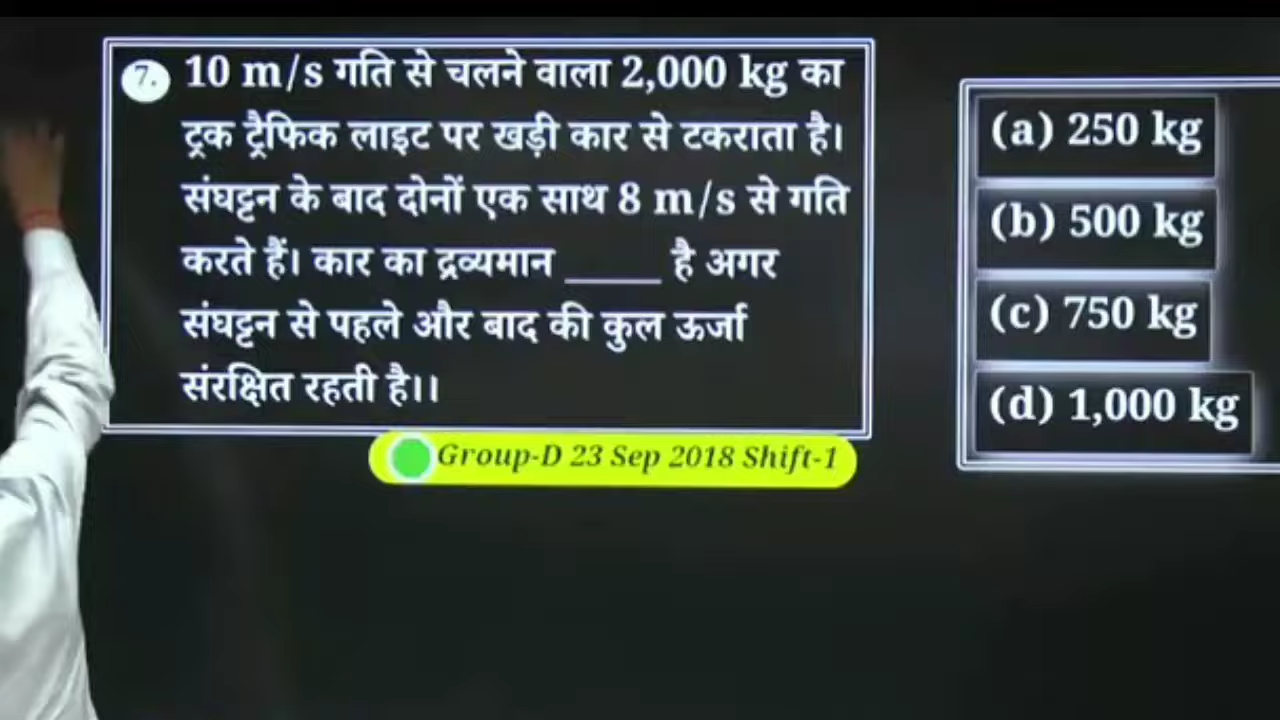 7. 10 m/s गति से चलने वाला 2,000 kg का
ट्रक ट्रैफिक लाइट पर खड़ी कार से टकराता है।
संघट्टन के बाद दोनों एक साथ 8 m/s से गति
करते हैं। कार का द्रव्यमान _____ है अगर
संघट्टन से पहले और बाद की कुल ऊर्जा
संरक्षित रहती है।।
Group-D 23 Sep 2018 Shift-1
(a) 250 kg
(b) 500 kg
(c) 750 kg
(d) 1,000 kg